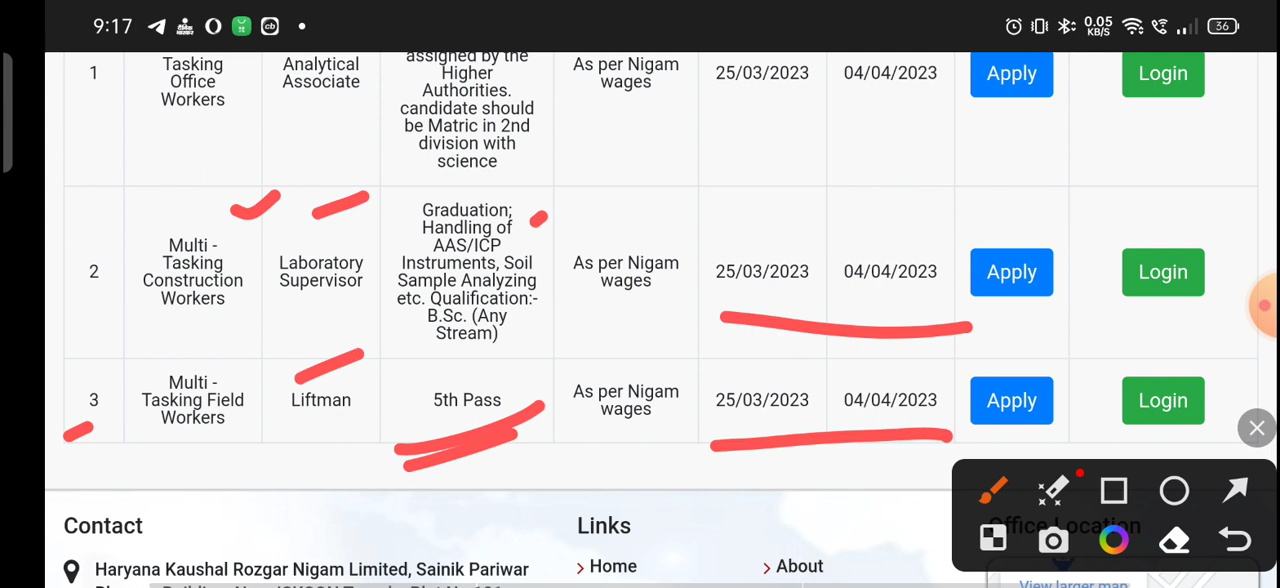 9:17
0.05
KB/S
36
1
Tasking
Office
Workers
Analytical
Associate
assigned by the
Higher
Authorities.
candidate should
be Matric in 2nd
division with
science
As per Nigam
wages
25/03/2023
04/04/2023
Apply
Login
2
Multi -
Tasking
Construction
Workers
Laboratory
Supervisor
Graduation;
Handling of
AAS/ICP
Instruments, Soil
Sample Analyzing
etc. Qualification:-
B.Sc. (Any
Stream)
As per Nigam
wages
25/03/2023
04/04/2023
Apply
Login
3
Multi -
Tasking Field
Workers
Liftman
5th Pass
As per Nigam
wages
25/03/2023
04/04/2023
Apply
Login
Contact
Links
Office Location
Haryana Kaushal Rozgar Nigam Limited, Sainik Pariwar
Home
About
View larger map